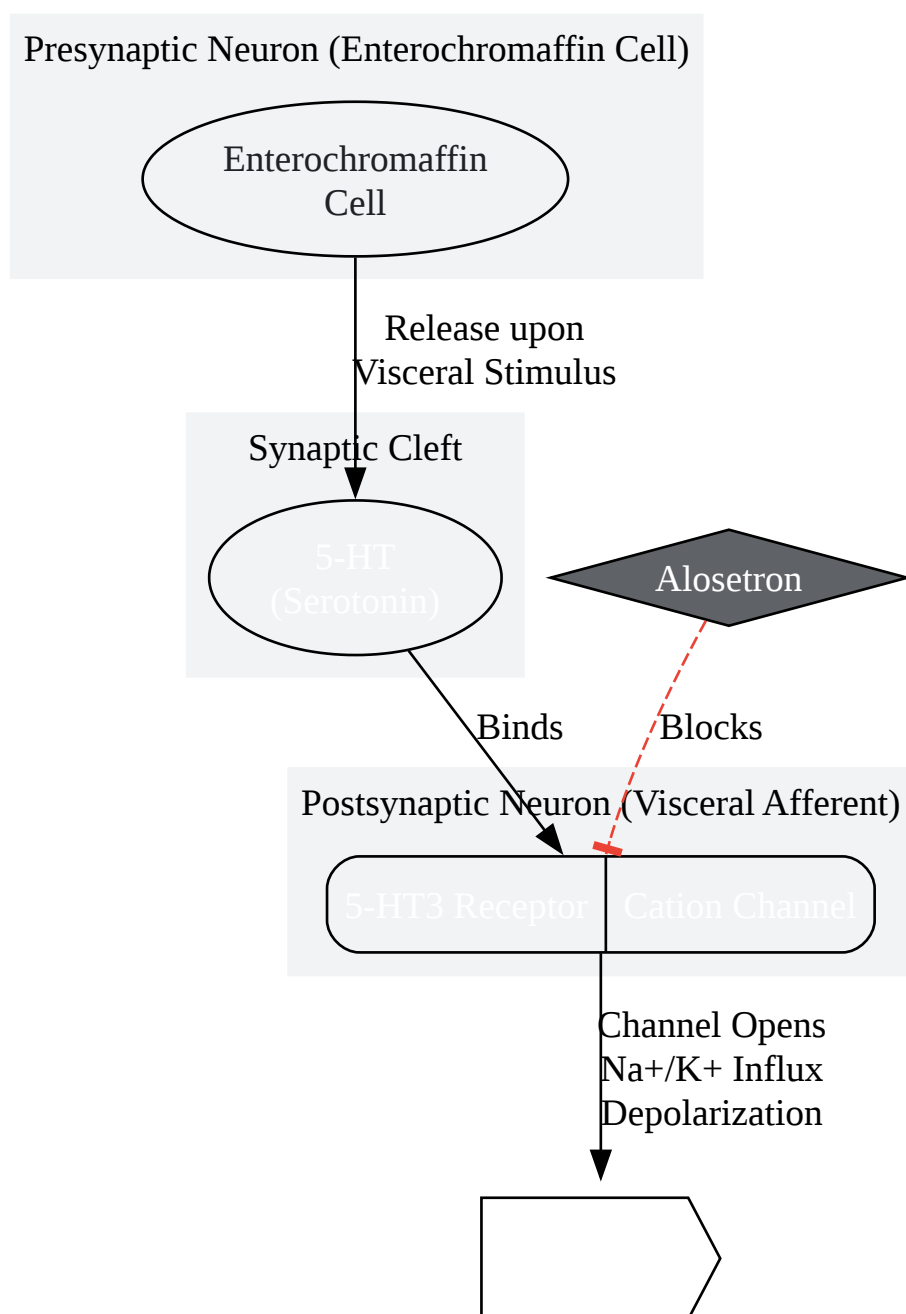 Presynaptic Neuron (Enterochromaffin Cell)
Enterochromaffin
Cell
Release upon
Visceral Stimulus
Synaptic Cleft
5-HT
(Serotonin)
Alosetron
Binds
Blocks
Postsynaptic Neuron (Visceral Afferent)
5-HT3 Receptor
Cation Channel
Channel Opens
Na+/K+ Influx
Depolarization